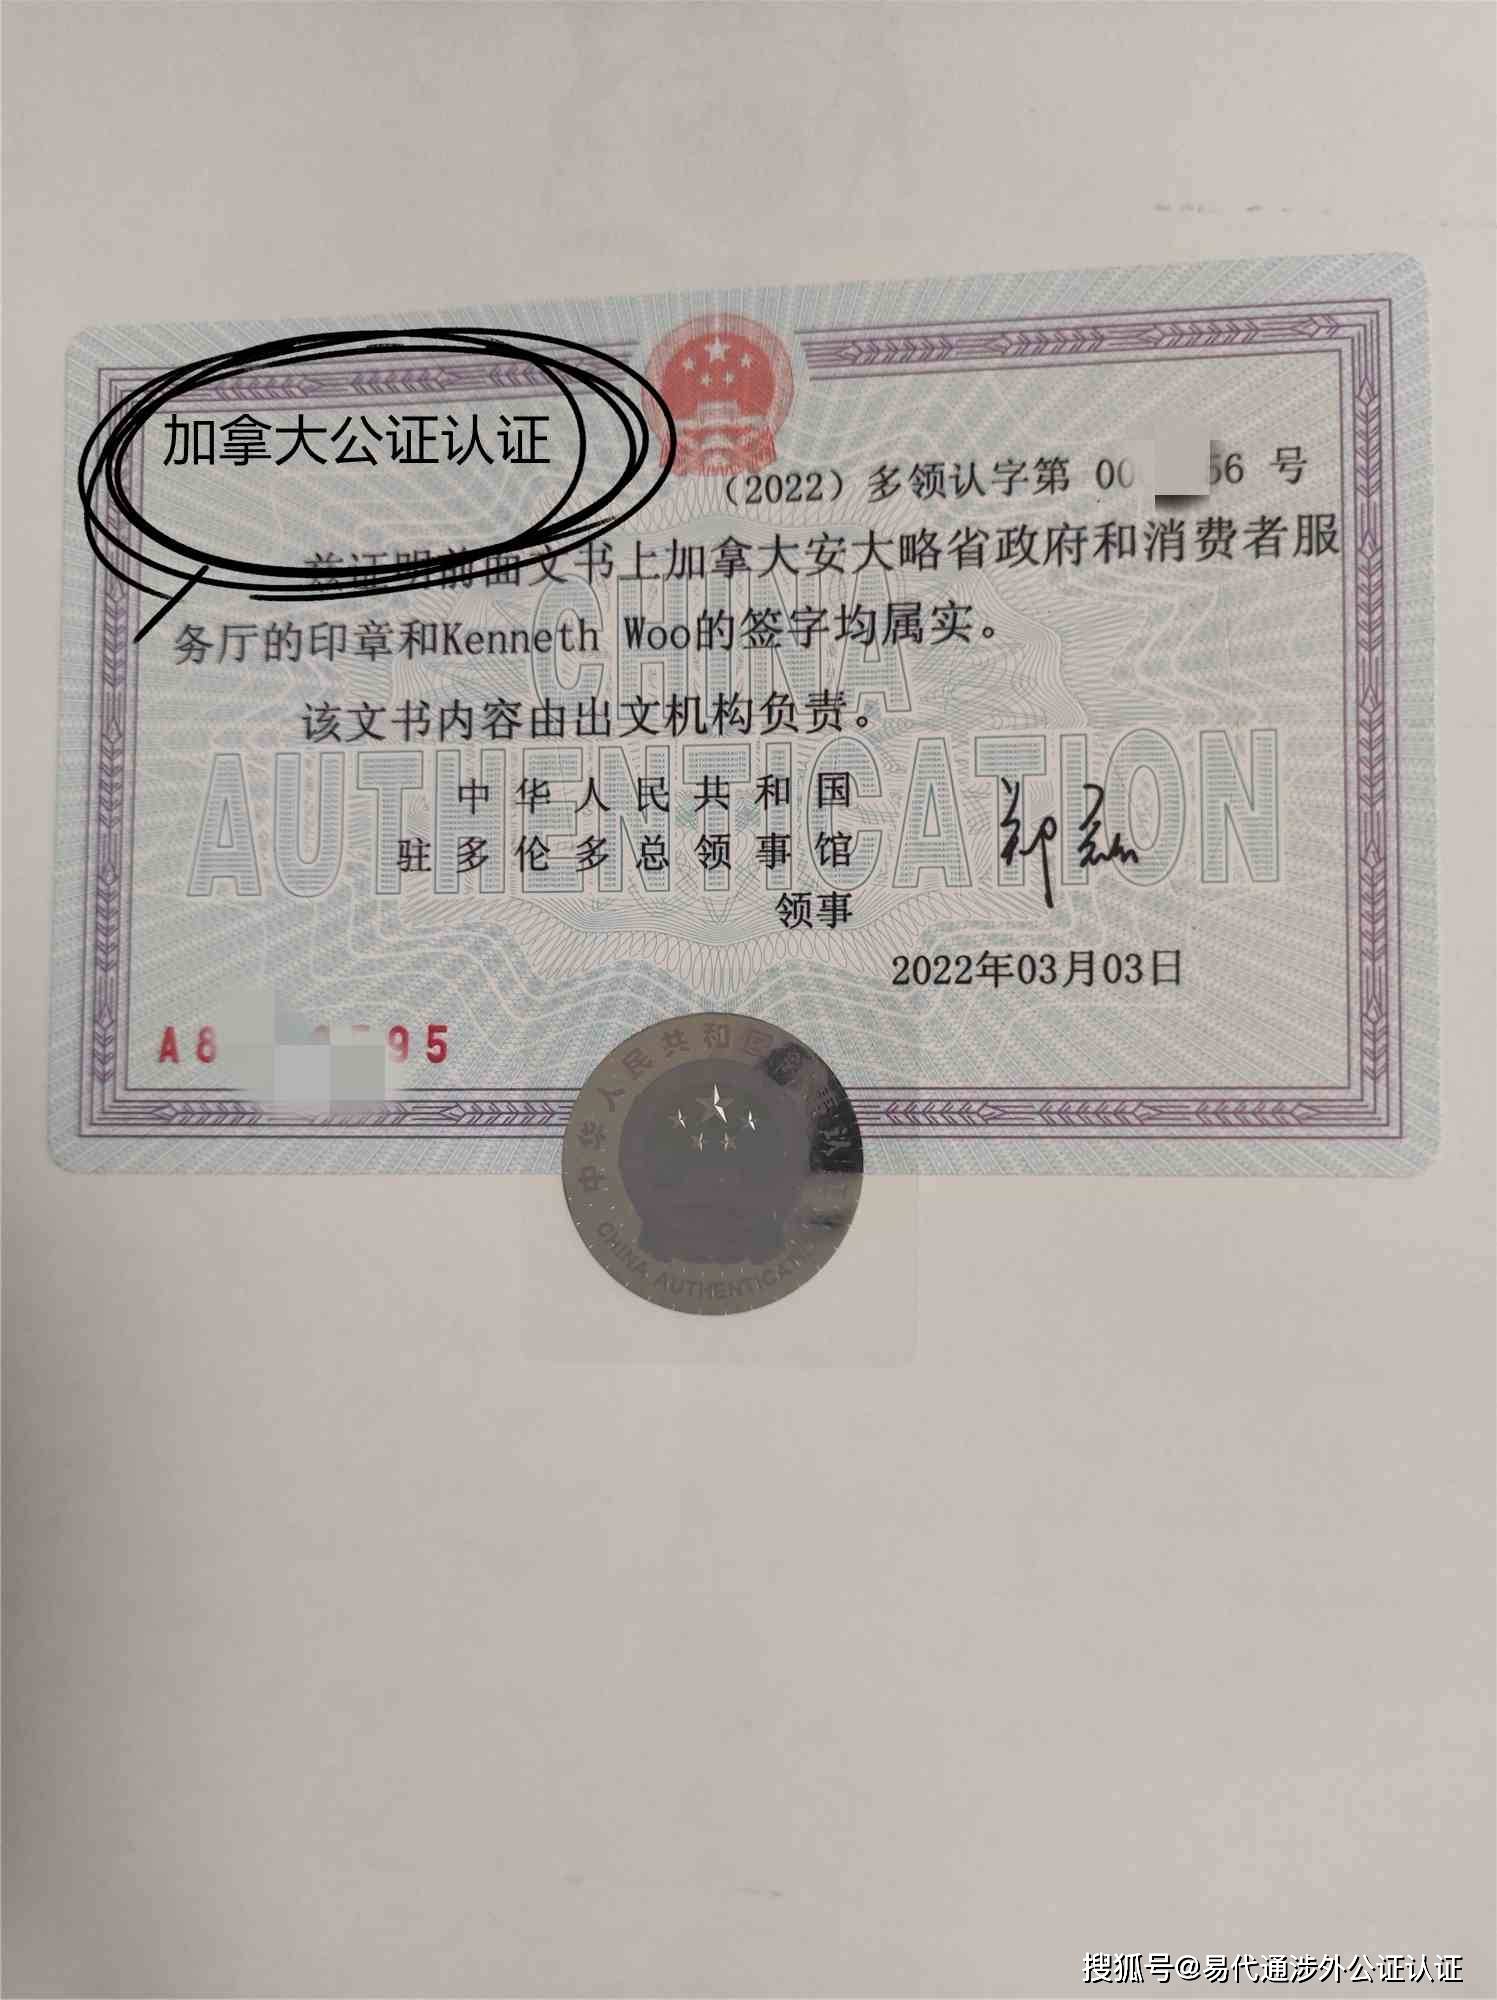 加拿大公证认证
（2022）多领认字第 00 56 号
兹证明前面文书上加拿大安大略省政府和消费者服
务厅的印章和Kenneth Woo的签字均属实。
该文书内容由出文机构负责。
CHINA
AUTHENTICATION
中华人民共和国
驻多伦多总领事馆
领事
2022年03月03日
A8 95
中华人民共和国
CHINA AUTHENTICATION
搜狐号@易代通涉外公证认证